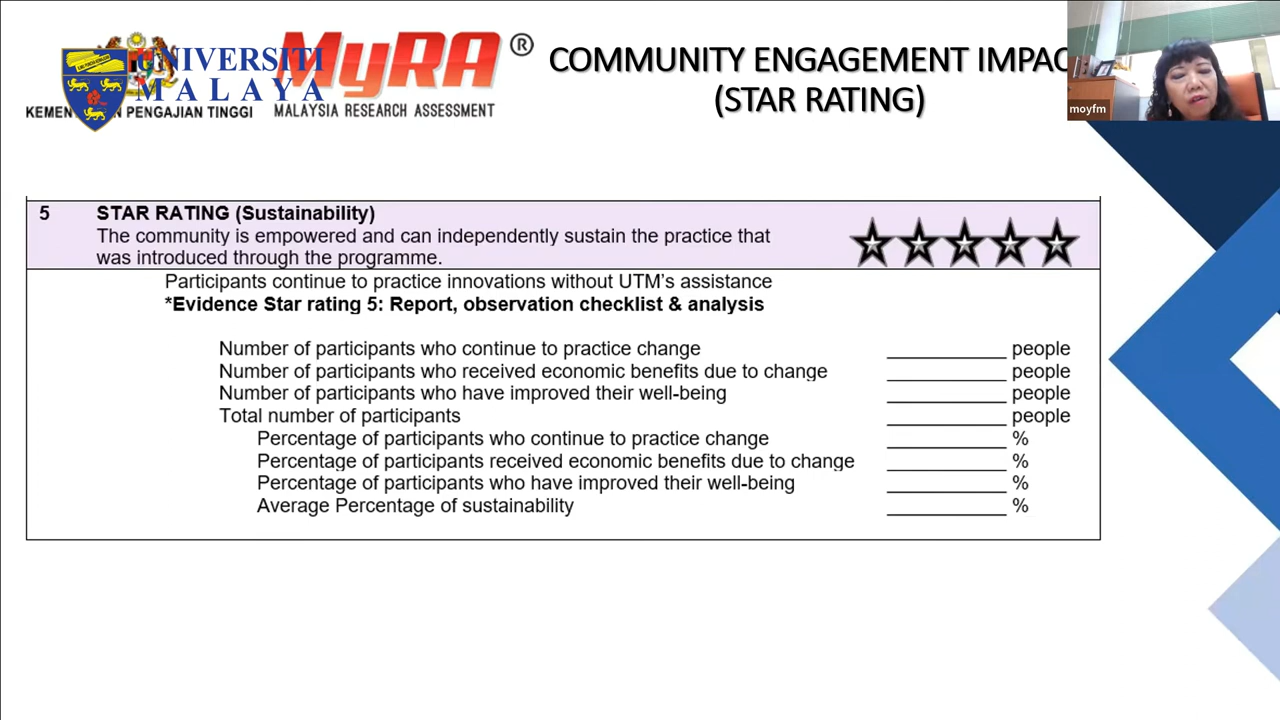 UNIVERSITI
MALAYA
KEMEN PENGAJIAN TINGGI
MyRA ®
MALAYSIA RESEARCH ASSESSMENT
COMMUNITY ENGAGEMENT IMPAC
(STAR RATING)
moyfm
5 STAR RATING (Sustainability)
The community is empowered and can independently sustain the practice that
was introduced through the programme.
Participants continue to practice innovations without UTM's assistance
*Evidence Star rating 5: Report, observation checklist & analysis
Number of participants who continue to practice change ____________ people
Number of participants who received economic benefits due to change ____________ people
Number of participants who have improved their well-being ____________ people
Total number of participants ____________ people
Percentage of participants who continue to practice change ____________ %
Percentage of participants received economic benefits due to change ____________ %
Percentage of participants who have improved their well-being ____________ %
Average Percentage of sustainability ____________ %